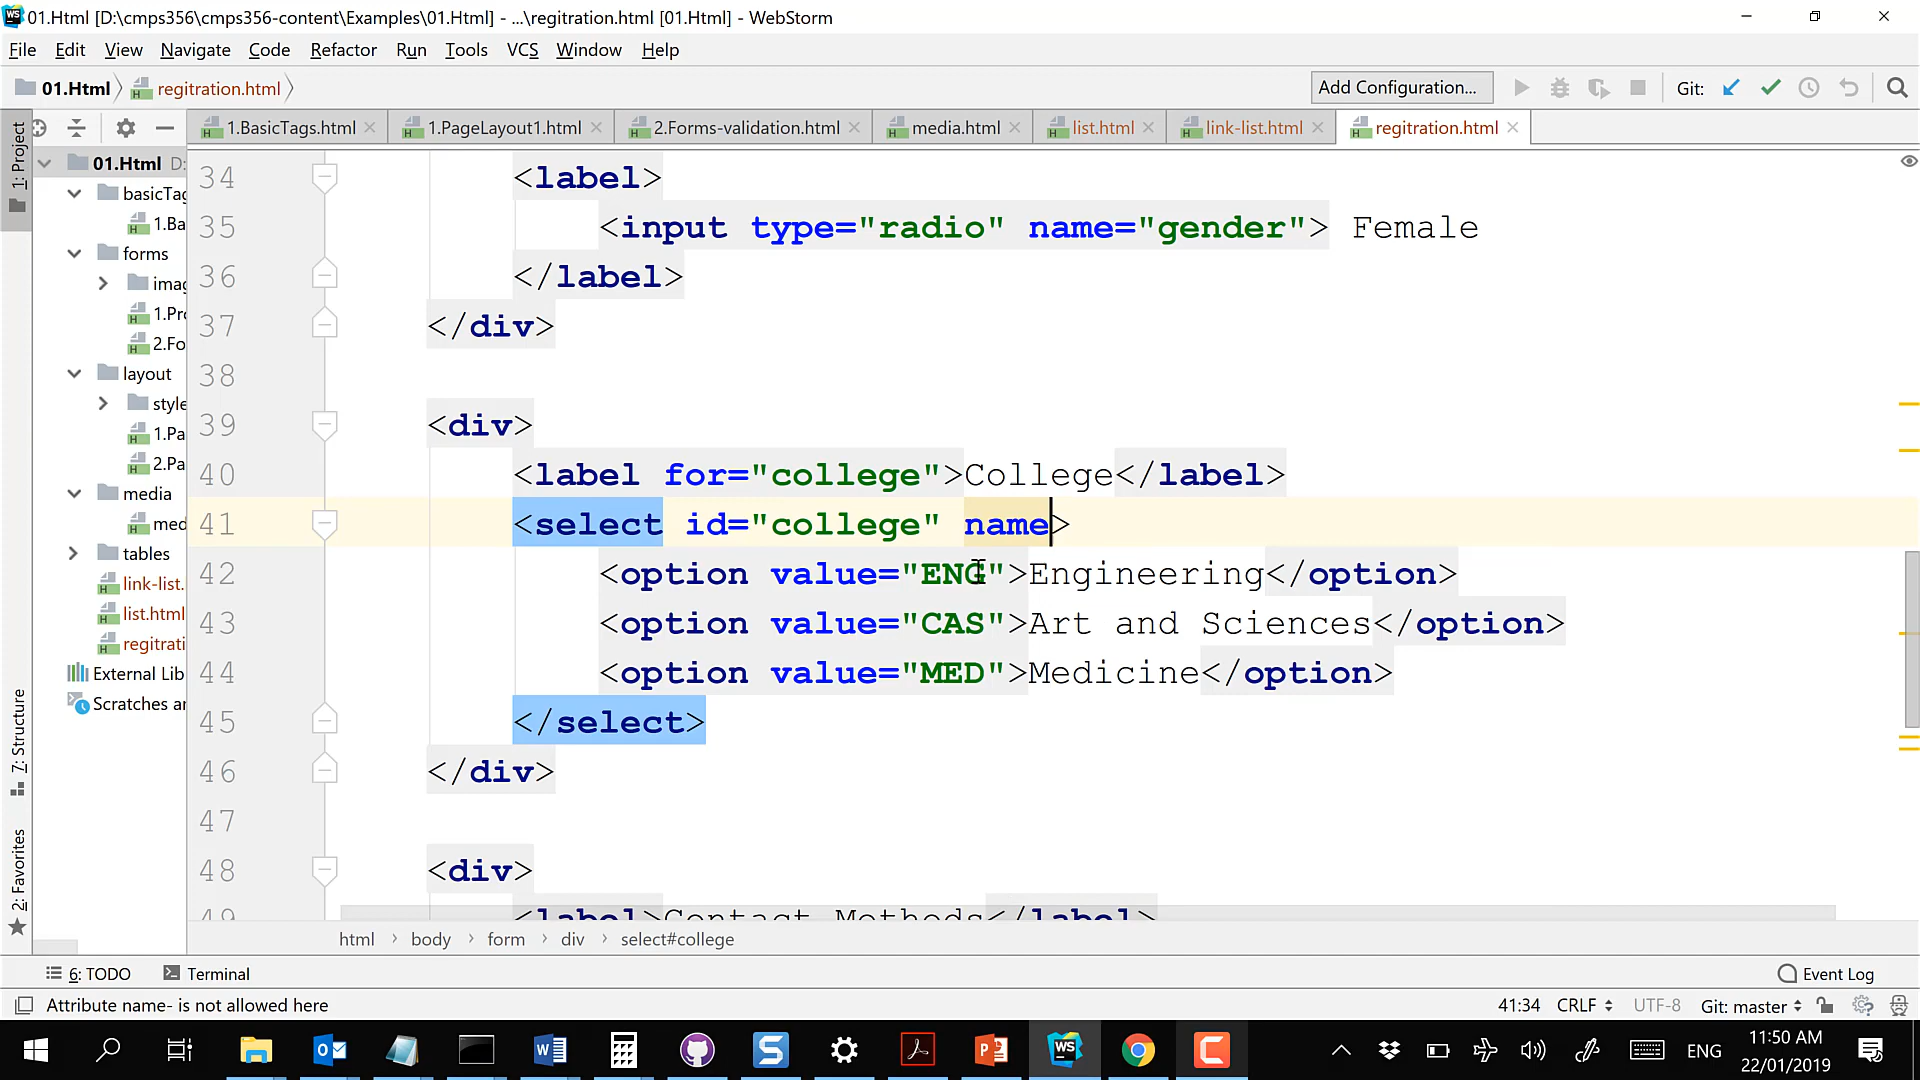 01.Html [D:\cmps356\cmps356-content\Examples\01.Html] - ...\regitration.html [01.Html] - WebStorm
File Edit View Navigate Code Refactor Run Tools VCS Window Help
01.Html regitration.html Add Configuration... Git:
1.BasicTags.html 1.PageLayout1.html 2.Forms-validation.html media.html list.html link-list.html regitration.html
1: Project
7: Structure
2: Favorites
01.Html D:
basicTag
1.Ba
forms
imag
1.Pr
2.Fo
layout
style
1.Pa
2.Pa
media
med
tables
link-list.
list.html
regitrati
External Lib
Scratches ar
34 <label>
35 <input type="radio" name="gender"> Female
36 </label>
37 </div>
38
39 <div>
40 <label for="college">College</label>
41 <select id="college" name>
42 <option value="ENG">Engineering</option>
43 <option value="CAS">Art and Sciences</option>
44 <option value="MED">Medicine</option>
45 </select>
46 </div>
47
48 <div>
49 <label>Contact Methods</label>
html body form div select#college
6: TODO Terminal Event Log
Attribute name- is not allowed here 41:34 CRLF UTF-8 Git: master
ENG 11:50 AM
22/01/2019